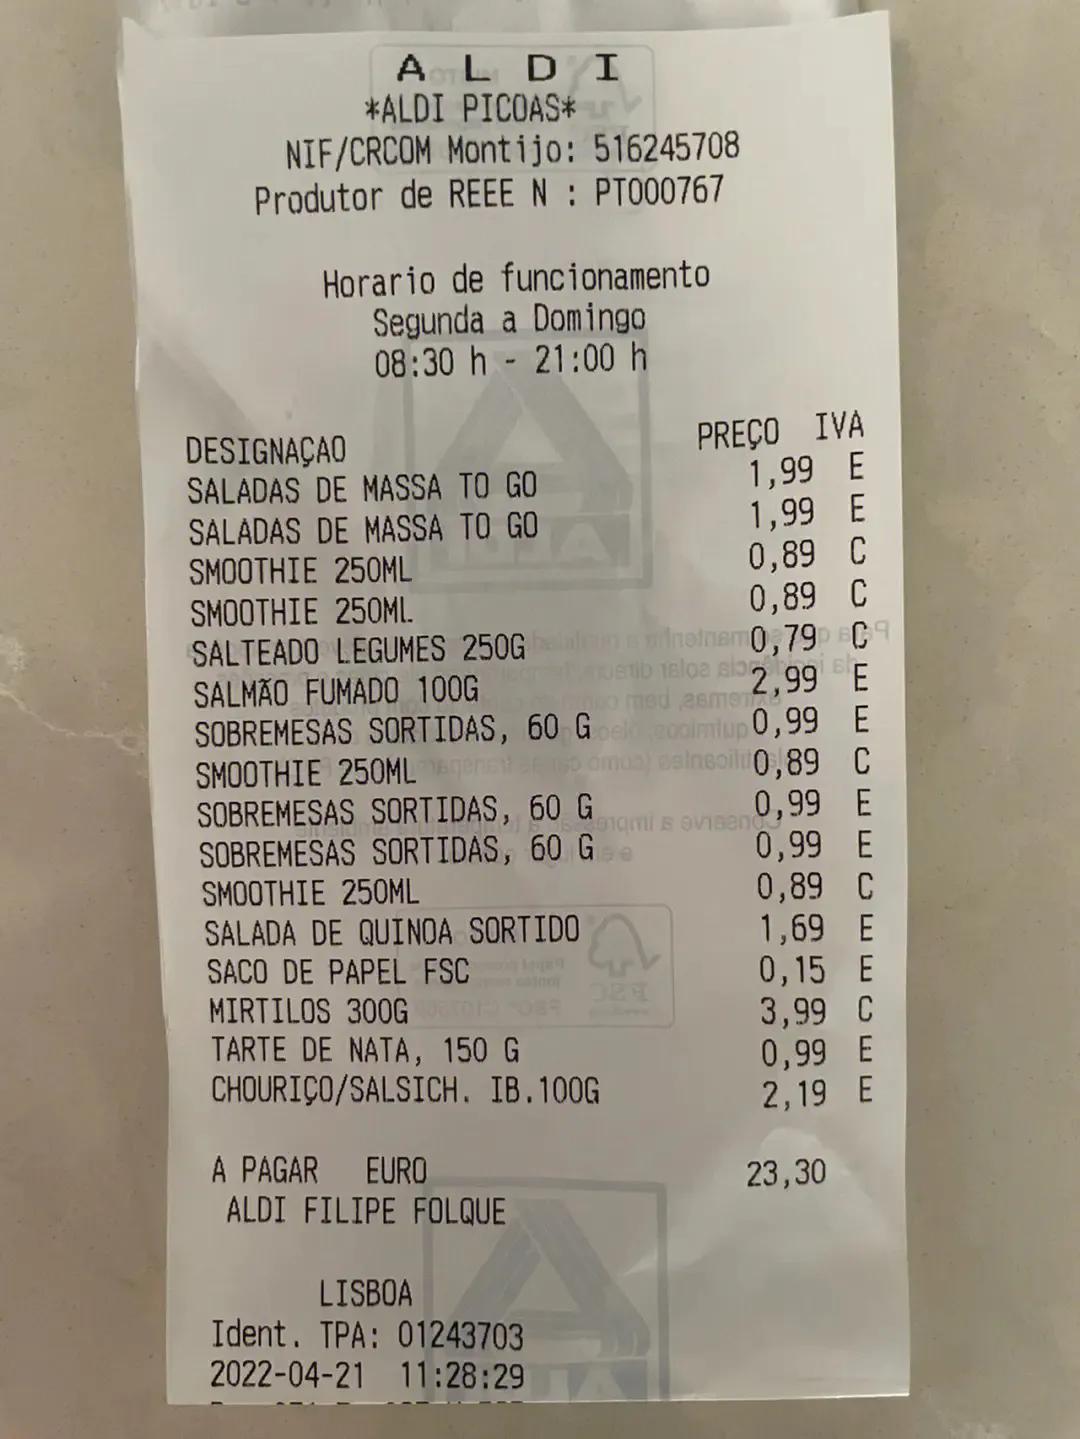 A L D I
*ALDI PICOAS*
NIF/CRCOM Montijo: 516245708
Produtor de REEE N : PT000767
Horario de funcionamento
Segunda a Domingo
08:30 h - 21:00 h
DESIGNAÇAO PREÇO IVA
SALADAS DE MASSA TO GO 1,99 E
SALADAS DE MASSA TO GO 1,99 E
SMOOTHIE 250ML 0,89 C
SMOOTHIE 250ML 0,89 C
SALTEADO LEGUMES 250G 0,79 C
SALMÃO FUMADO 100G 2,99 E
SOBREMESAS SORTIDAS, 60 G 0,99 E
SMOOTHIE 250ML 0,89 C
SOBREMESAS SORTIDAS, 60 G 0,99 E
SOBREMESAS SORTIDAS, 60 G 0,99 E
SMOOTHIE 250ML 0,89 C
SALADA DE QUINOA SORTIDO 1,69 E
SACO DE PAPEL FSC 0,15 E
MIRTILOS 300G 3,99 C
TARTE DE NATA, 150 G 0,99 E
CHOURIÇO/SALSICH. IB.100G 2,19 E
A PAGAR EURO 23,30
ALDI FILIPE FOLQUE
LISBOA
Ident. TPA: 01243703
2022-04-21 11:28:29